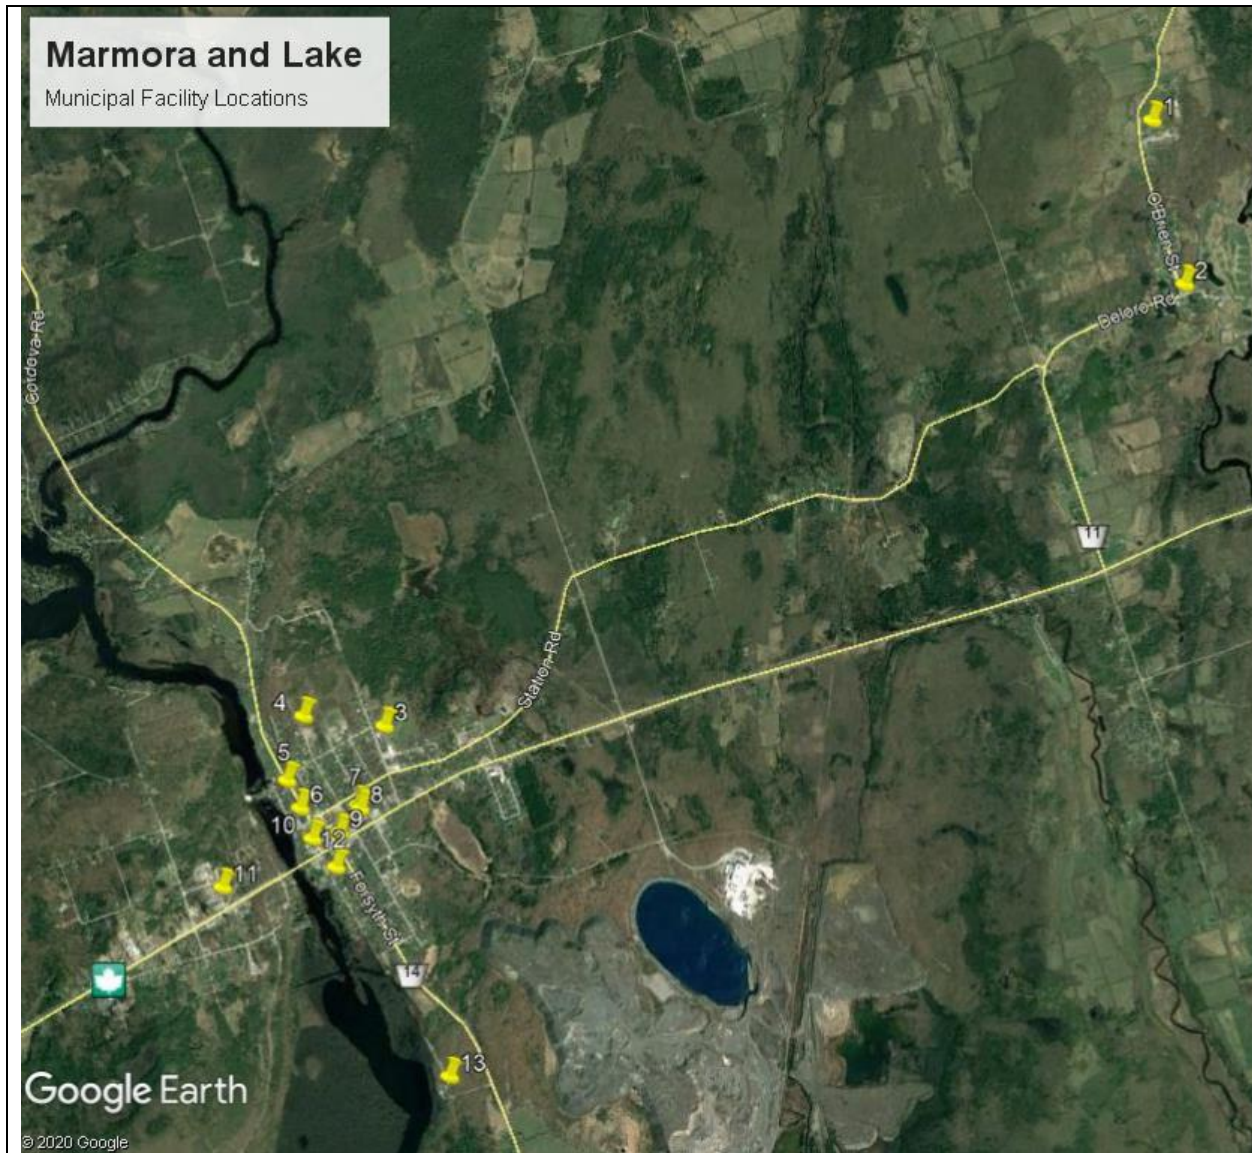 Marmora and Lake
Municipal Facility Locations
1
O'Brien St
2
Deloro Rd
Cordova Rd
11
Station Rd
4
3
5
7
6
8
10
9
12
11
Forsyth St
14
13
Google Earth
© 2020 Google